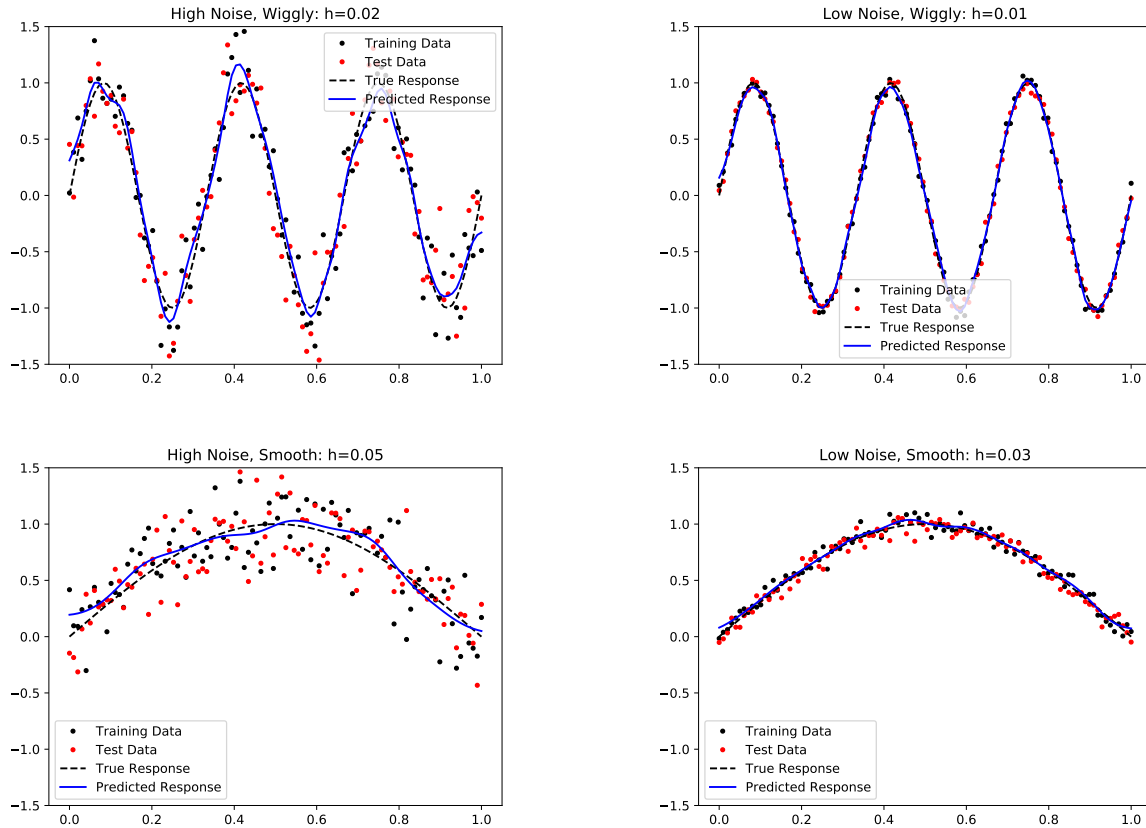 High Noise, Wiggly: h=0.02
1.5
1.0
0.5
0.0
−0.5
−1.0
−1.5
0.0 0.2 0.4 0.6 0.8 1.0
Training Data
Test Data
True Response
Predicted Response
Low Noise, Wiggly: h=0.01
1.5
1.0
0.5
0.0
−0.5
−1.0
−1.5
0.0 0.2 0.4 0.6 0.8 1.0
Training Data
Test Data
True Response
Predicted Response
High Noise, Smooth: h=0.05
1.5
1.0
0.5
0.0
−0.5
−1.0
−1.5
0.0 0.2 0.4 0.6 0.8 1.0
Training Data
Test Data
True Response
Predicted Response
Low Noise, Smooth: h=0.03
1.5
1.0
0.5
0.0
−0.5
−1.0
−1.5
0.0 0.2 0.4 0.6 0.8 1.0
Training Data
Test Data
True Response
Predicted Response